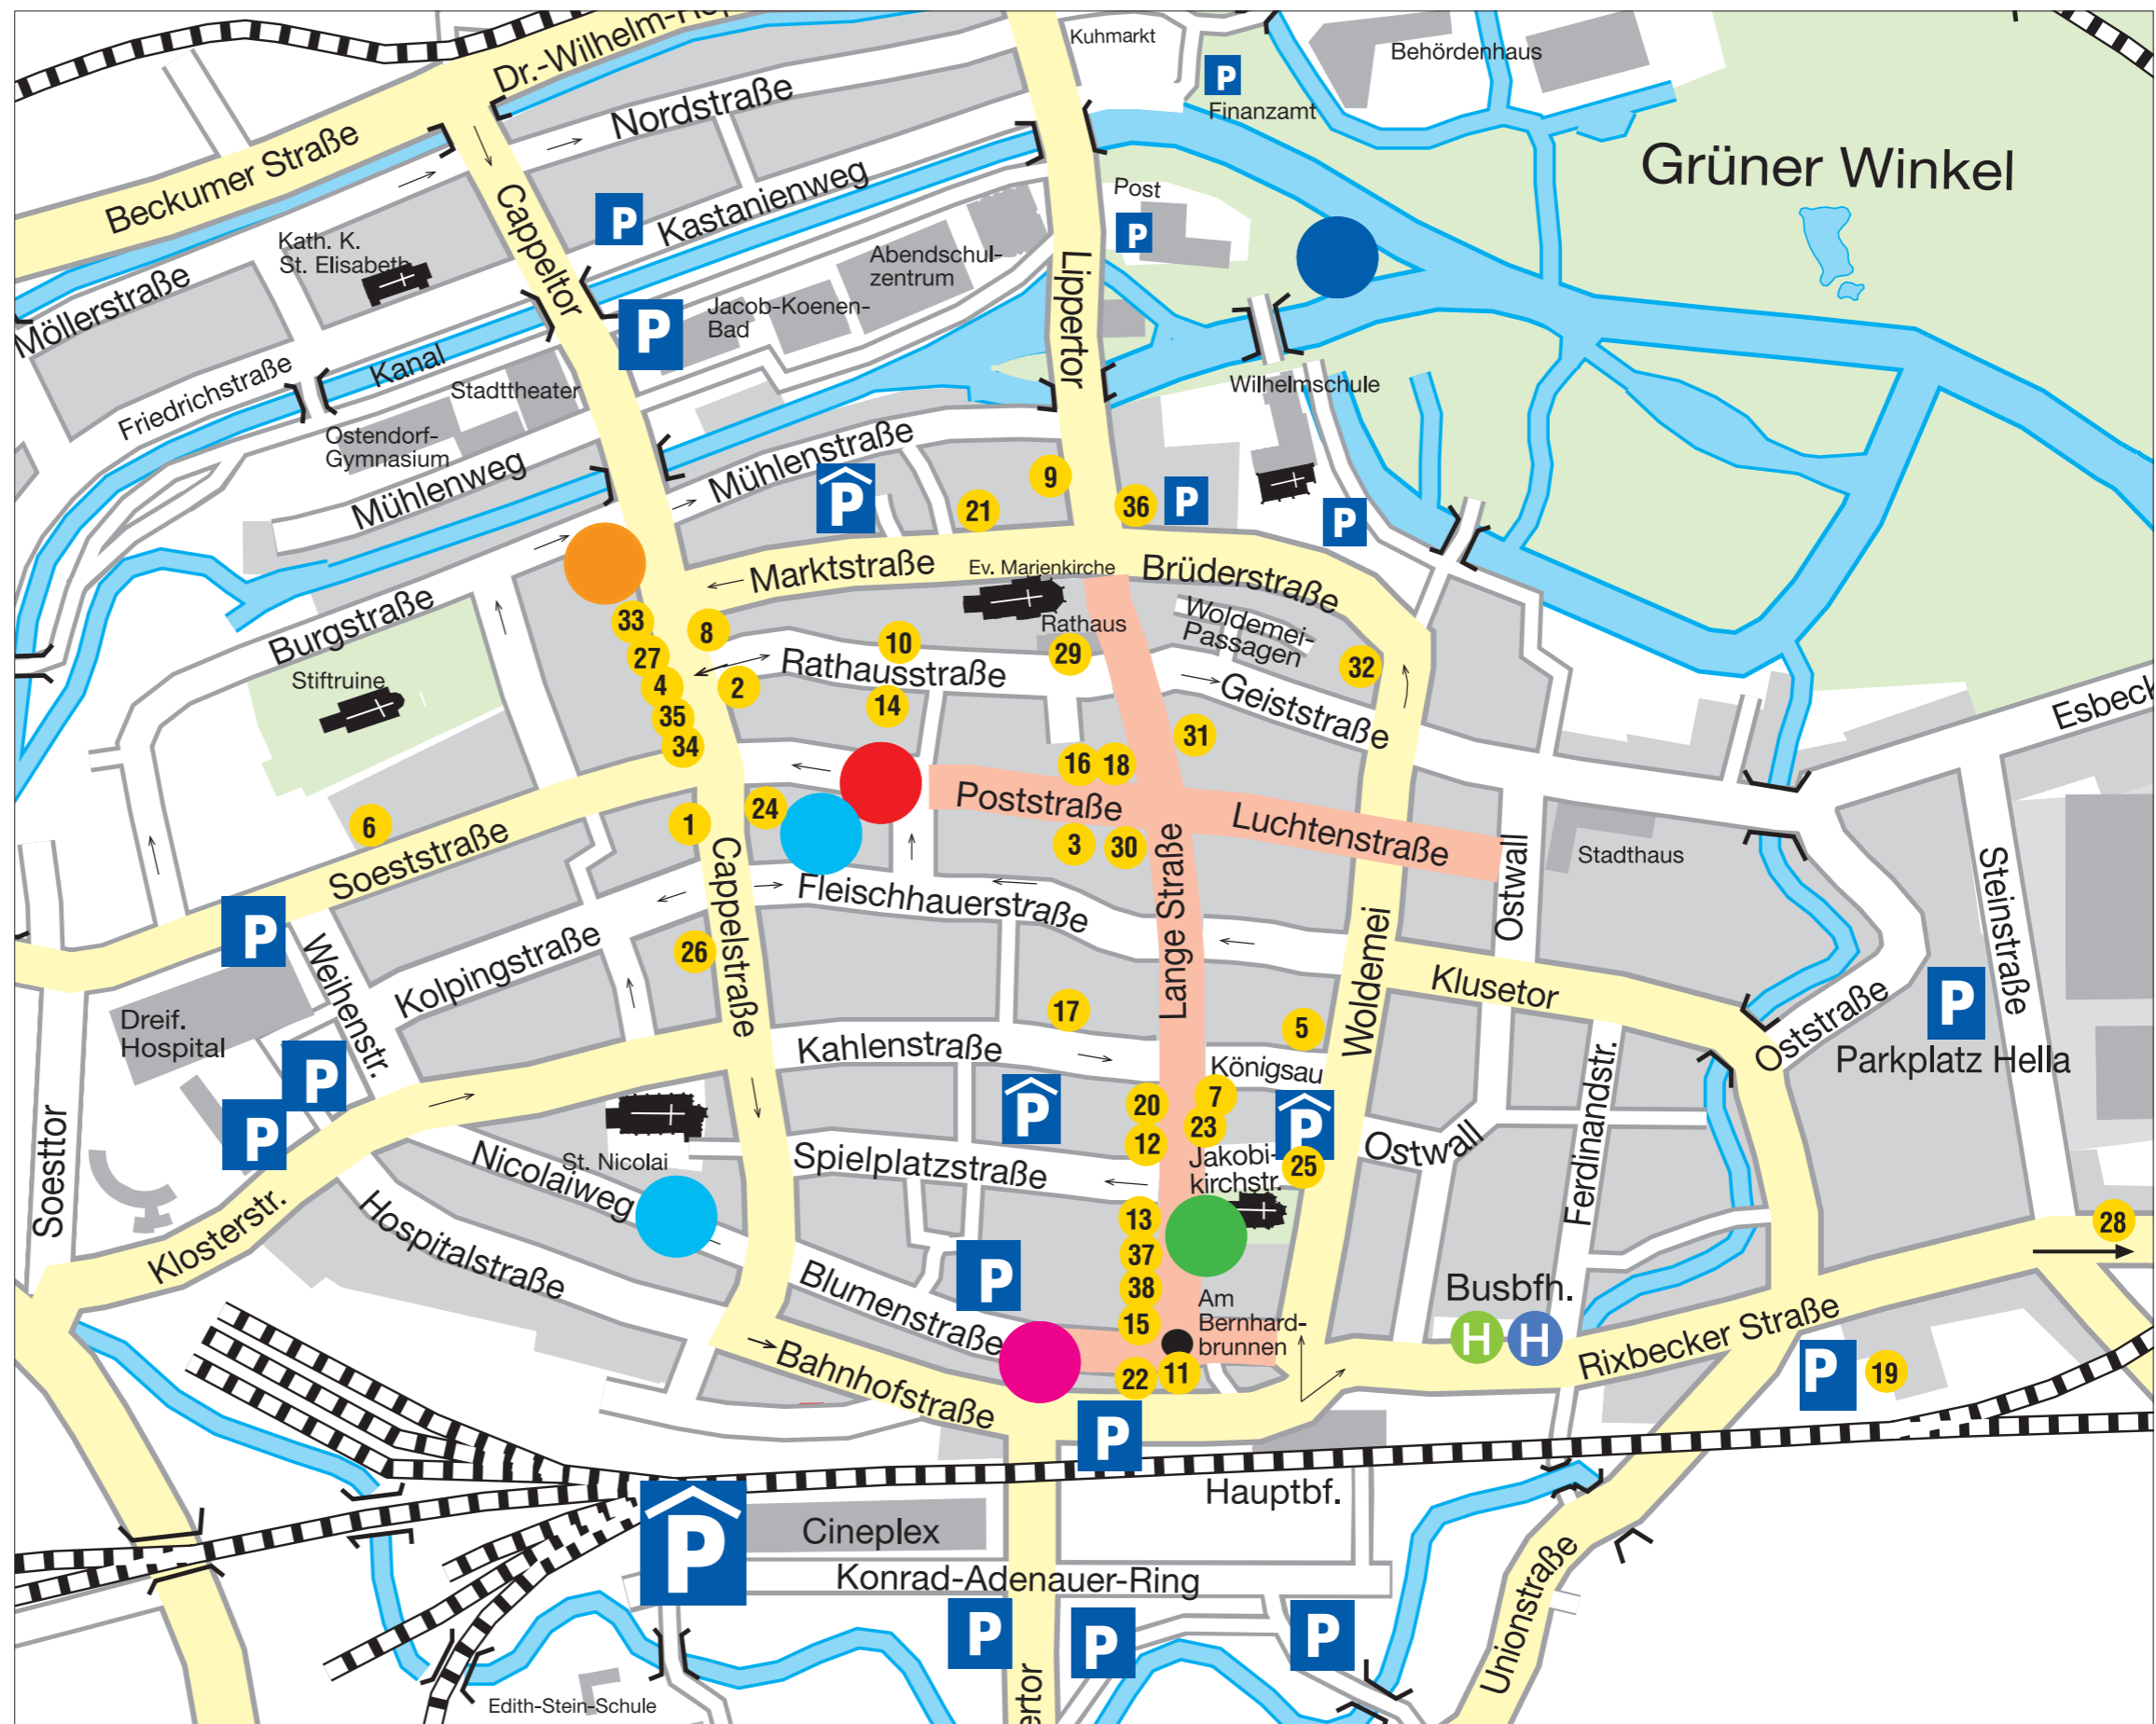 Dr.-Wilhelm-
Kuhmarkt
Behördenhaus
P
Finanzamt
Nordstraße
Beckumer Straße
Grüner Winkel
Kastanienweg
P
Post
P
Cappeltor
Kath. K.
St. Elisabeth
Abendschul-
zentrum
Lippertor
Möllerstraße
Jacob-Koenen-
Bad
P
Kanal
Friedrichstraße
Stadttheater
Wilhelmschule
Ostendorf-
Gymnasium
Mühlenweg
Mühlenstraße
P
9
21
36
P
P
Marktstraße
Ev. Marienkirche
Brüderstraße
Burgstraße
33
8
10
Rathaus
29
Woldemei-
Passagen
32
27
Rathausstraße
4
2
14
Stiftruine
Geiststraße
35
34
31
16
18
Esbeck
Poststraße
Luchtenstraße
24
1
6
3
30
Soeststraße
Stadthaus
Ostwall
Steinstraße
Fleischhauerstraße
Cappelstraße
Lange Straße
P
Weihenstr.
Kolpingstraße
26
Woldemei
Klusetor
P
Oststraße
Parkplatz Hella
17
5
Dreif.
Hospital
Kahlenstraße
Königsau
P
P
P
20
7
P
23
12
25
Ostwall
Ferdinandstr.
Soesttor
St. Nicolai
Nicolaiweg
Spielplatzstraße
Jakobi-
kirchstr.
Klosterstr.
Hospitalstraße
13
37
38
15
28
P
Blumenstraße
Am
Bernhard-
brunnen
Busbfh.
H
H
Rixbecker Straße
22
11
P
19
Bahnhofstraße
P
Hauptbf.
P
Cineplex
Konrad-Adenauer-Ring
P
P
P
Unionstraße
Edith-Stein-Schule
ertor